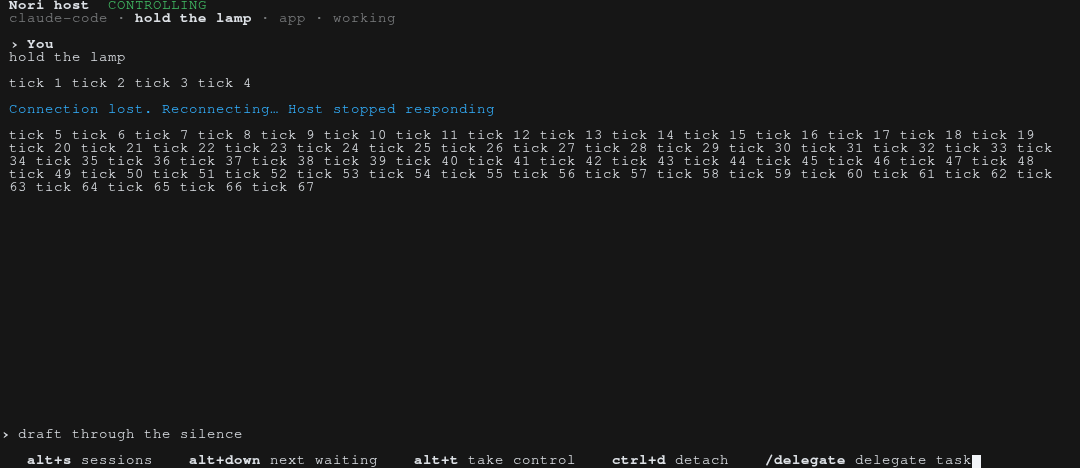 Nori host  CONTROLLING
claude-code · hold the lamp · app · working
› You
hold the lamp
tick 1 tick 2 tick 3 tick 4
Connection lost. Reconnecting… Host stopped responding
tick 5 tick 6 tick 7 tick 8 tick 9 tick 10 tick 11 tick 12 tick 13 tick 14 tick 15 tick 16 tick 17 tick 18 tick 19
tick 20 tick 21 tick 22 tick 23 tick 24 tick 25 tick 26 tick 27 tick 28 tick 29 tick 30 tick 31 tick 32 tick 33 tick
34 tick 35 tick 36 tick 37 tick 38 tick 39 tick 40 tick 41 tick 42 tick 43 tick 44 tick 45 tick 46 tick 47 tick 48
tick 49 tick 50 tick 51 tick 52 tick 53 tick 54 tick 55 tick 56 tick 57 tick 58 tick 59 tick 60 tick 61 tick 62 tick
63 tick 64 tick 65 tick 66 tick 67
› draft through the silence
alt+s sessions    alt+down next waiting    alt+t take control    ctrl+d detach    /delegate delegate task